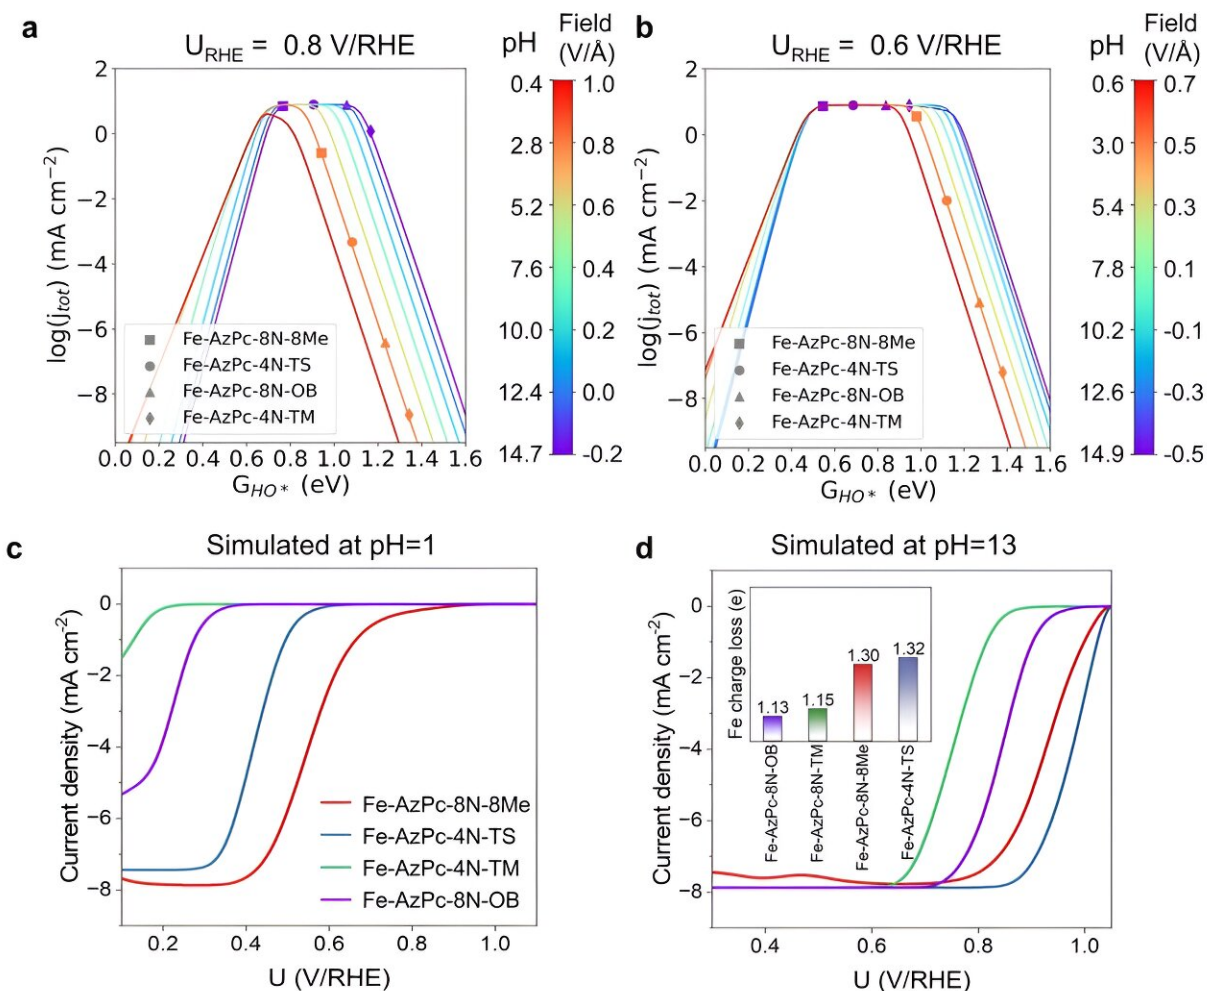 a
U_RHE = 0.8 V/RHE
pH
Field
(V/Å)
log(j_tot) (mA cm⁻²)
2
0
−2
−4
−6
−8
Fe-AzPc-8N-8Me
Fe-AzPc-4N-TS
Fe-AzPc-8N-OB
Fe-AzPc-4N-TM
0.0 0.2 0.4 0.6 0.8 1.0 1.2 1.4 1.6
G_HO* (eV)
0.4 1.0
2.8 0.8
5.2 0.6
7.6 0.4
10.0 0.2
12.4 0.0
14.7 -0.2
b
U_RHE = 0.6 V/RHE
pH
Field
(V/Å)
log(j_tot) (mA cm⁻²)
2
0
−2
−4
−6
−8
Fe-AzPc-8N-8Me
Fe-AzPc-4N-TS
Fe-AzPc-8N-OB
Fe-AzPc-4N-TM
0.0 0.2 0.4 0.6 0.8 1.0 1.2 1.4 1.6
G_HO* (eV)
0.6 0.7
3.0 0.5
5.4 0.3
7.8 0.1
10.2 -0.1
12.6 -0.3
14.9 -0.5
c
Simulated at pH=1
Current density (mA cm⁻²)
0
−2
−4
−6
−8
Fe-AzPc-8N-8Me
Fe-AzPc-4N-TS
Fe-AzPc-4N-TM
Fe-AzPc-8N-OB
0.2 0.4 0.6 0.8 1.0
U (V/RHE)
d
Simulated at pH=13
Current density (mA cm⁻²)
0
−2
−4
−6
−8
Fe charge loss (e)
1.13 1.15 1.30 1.32
Fe-AzPc-8N-OB
Fe-AzPc-8N-TM
Fe-AzPc-8N-8Me
Fe-AzPc-4N-TS
0.4 0.6 0.8 1.0
U (V/RHE)